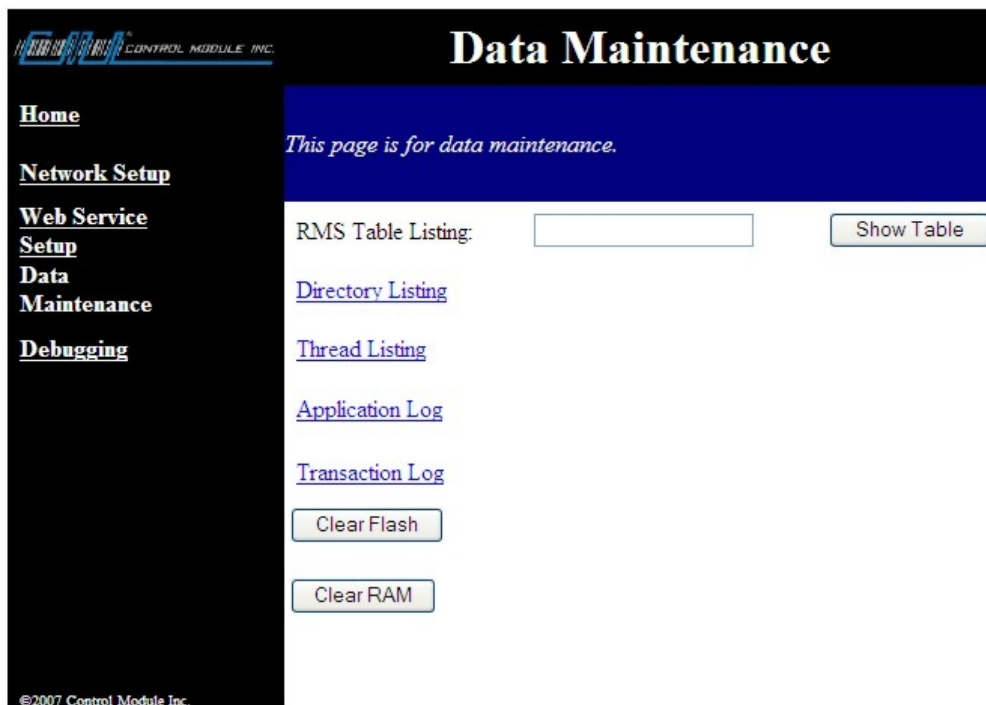 CONTROL MODULE INC.
Data Maintenance
Home
Network Setup
Web Service
Setup
Data
Maintenance
Debugging
©2007 Control Module Inc.
This page is for data maintenance.
RMS Table Listing:
Show Table
Directory Listing
Thread Listing
Application Log
Transaction Log
Clear Flash
Clear RAM